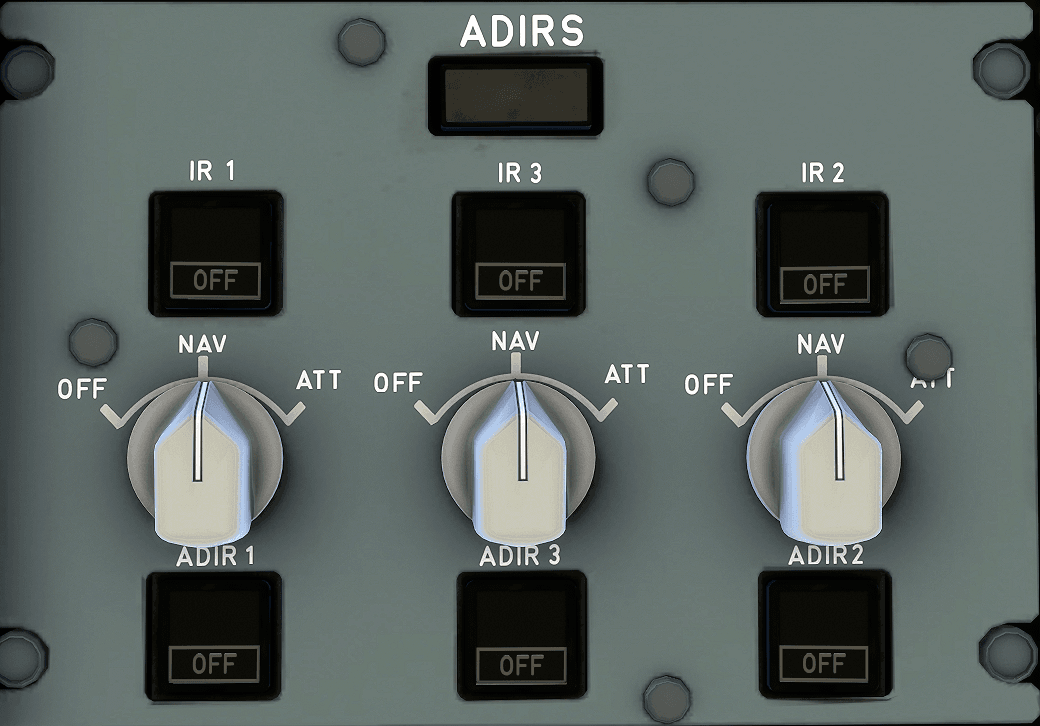 ADIRS
IR 1
IR 3
IR 2
OFF
OFF
OFF
NAV
NAV
NAV
OFF
ATT
OFF
ATT
OFF
ATT
ADIR 1
ADIR 3
ADIR 2
OFF
OFF
OFF